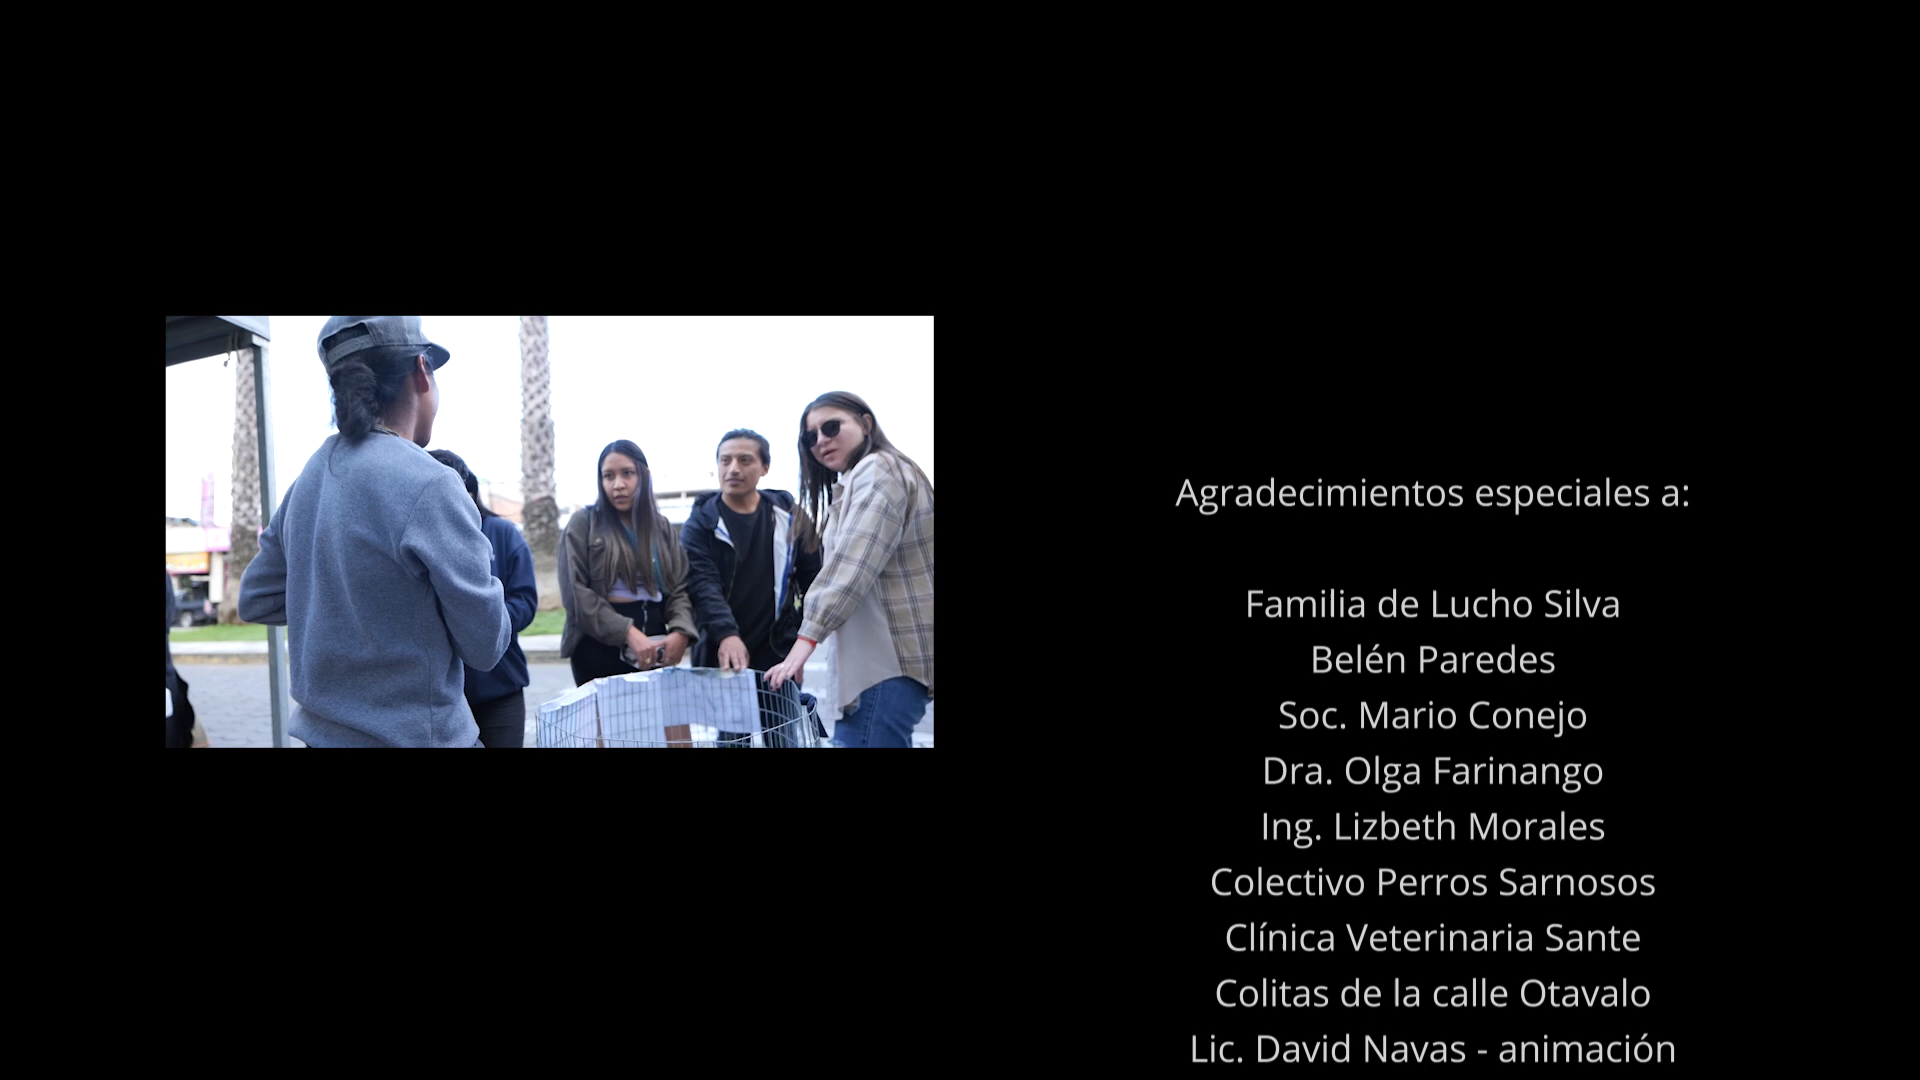 Agradecimientos especiales a:
Familia de Lucho Silva
Belén Paredes
Soc. Mario Conejo
Dra. Olga Farinango
Ing. Lizbeth Morales
Colectivo Perros Sarnosos
Clínica Veterinaria Sante
Colitas de la calle Otavalo
Lic. David Navas - animación